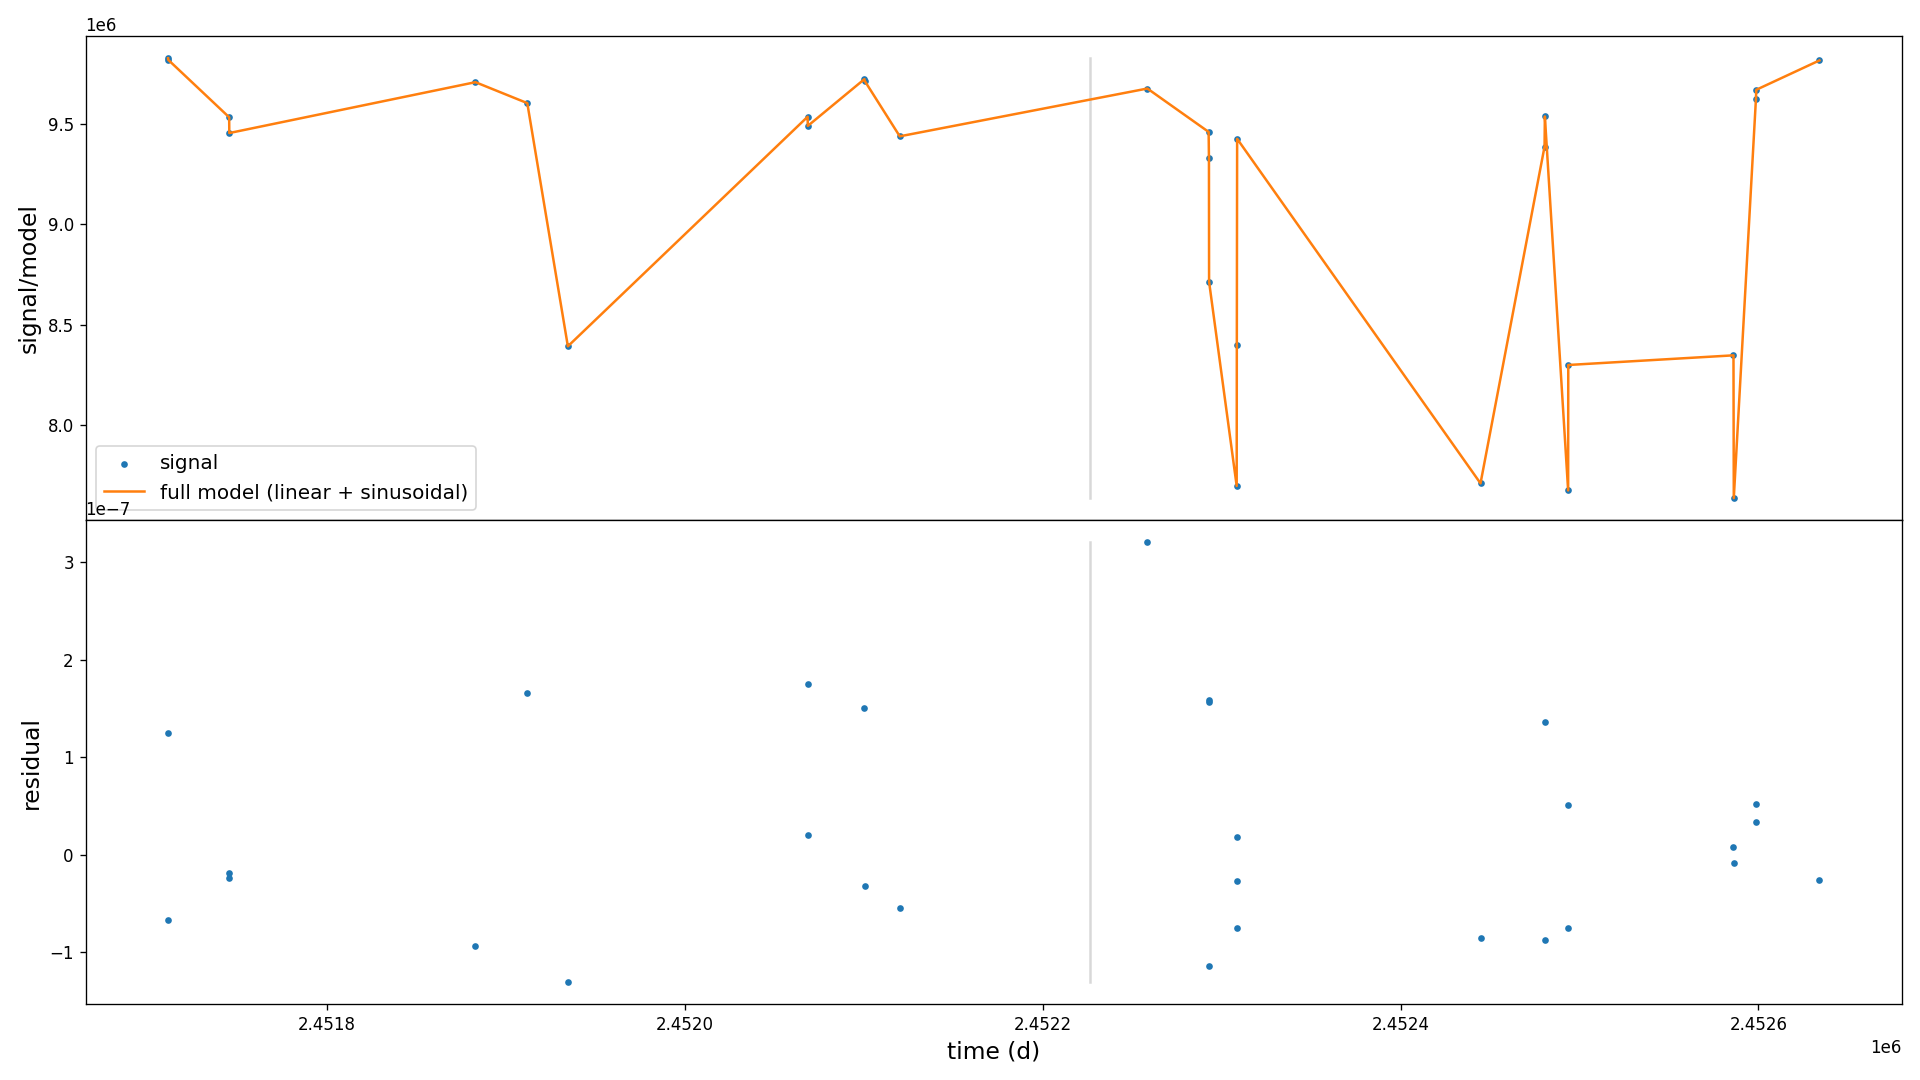 1e6
9.5
9.0
8.5
8.0
signal/model
signal
full model (linear + sinusoidal)
1e−7
3
2
1
0
−1
residual
2.4518
2.4520
2.4522
2.4524
2.4526
time (d)
1e6